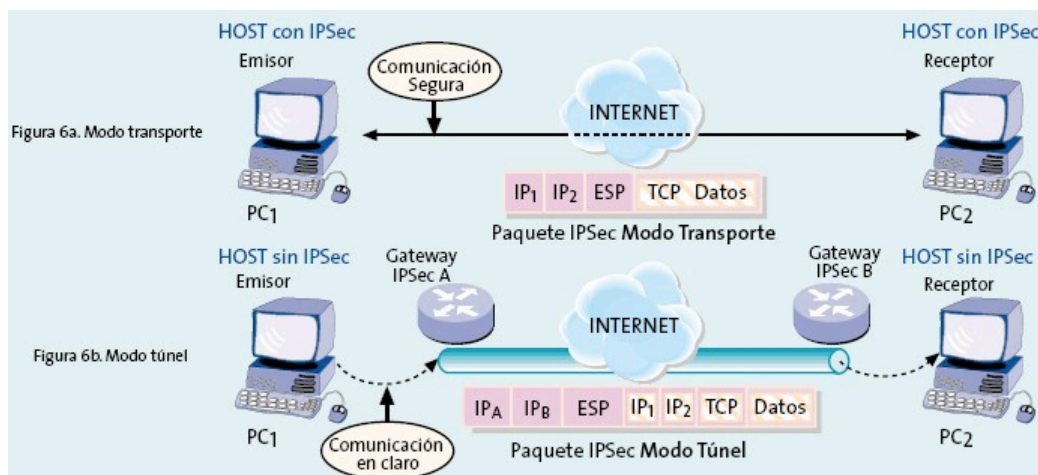 HOST con IPSec
HOST con IPSec
Emisor
Comunicación
Segura
Receptor
INTERNET
Figura 6a. Modo transporte
IP1 IP2 ESP TCP Datos
PC1
PC2
Paquete IPSec Modo Transporte
HOST sin IPSec
Gateway
IPSec A
Gateway
IPSec B
HOST sin IPSec
Emisor
Receptor
INTERNET
Figura 6b. Modo túnel
IPA IPB ESP IP1 IP2 TCP Datos
PC1
PC2
Comunicación
en claro
Paquete IPSec Modo Túnel